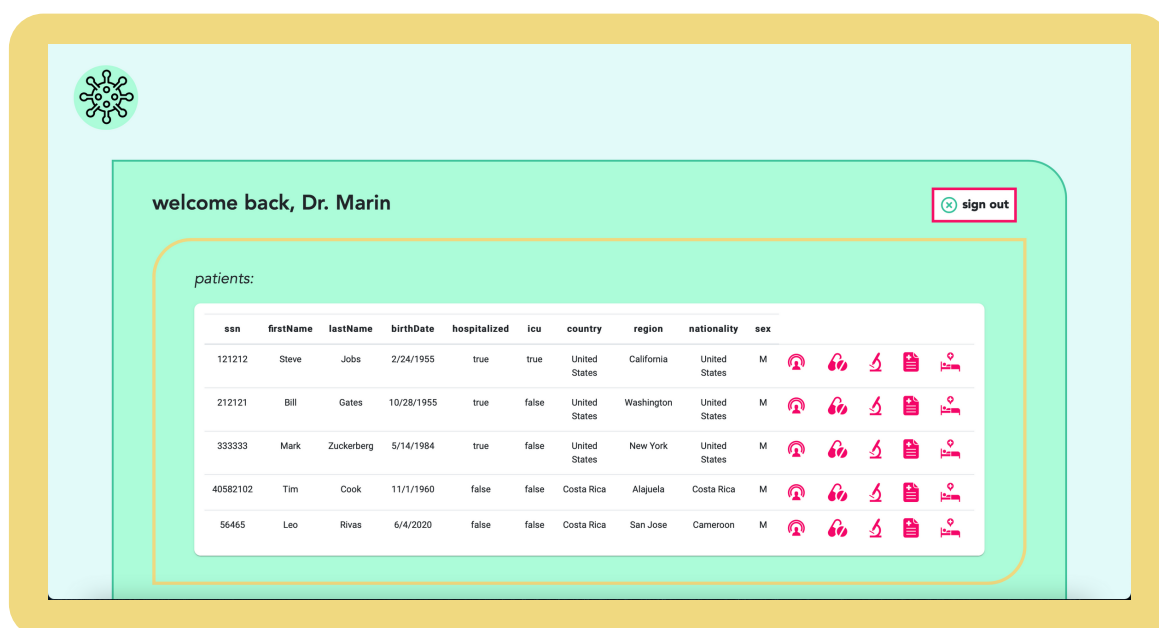 welcome back, Dr. Marin
sign out
patients:
ssn firstName lastName birthDate hospitalized icu country region nationality sex
121212 Steve Jobs 2/24/1955 true true United States California United States M
212121 Bill Gates 10/28/1955 true false United States Washington United States M
333333 Mark Zuckerberg 5/14/1984 true false United States New York United States M
40582102 Tim Cook 11/1/1960 false false Costa Rica Alajuela Costa Rica M
56465 Leo Rivas 6/4/2020 false false Costa Rica San Jose Cameroon M